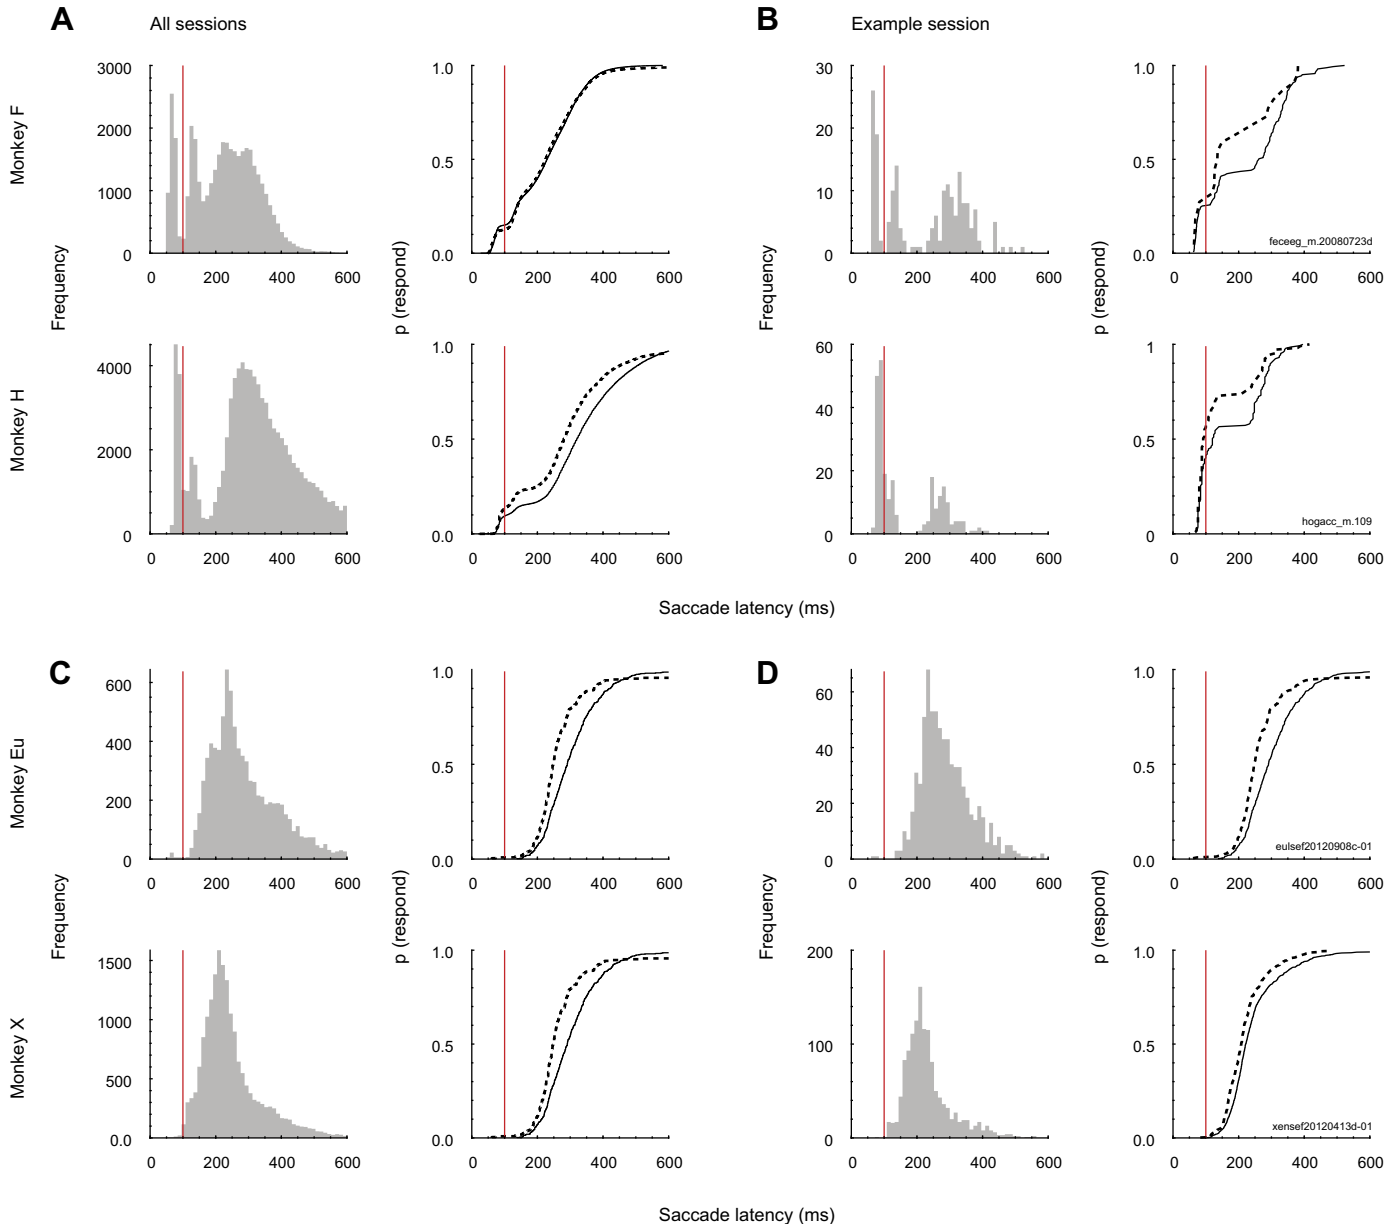 A All sessions B Example session
Monkey F
3000
2000
1000
0
0 200 400 600
1.0
0.5
0.0
0 200 400 600
30
20
10
0
0 200 400 600
1.0
0.5
0.0
feceeg_m.20080723d
0 200 400 600
Frequency
p (respond)
Frequency
p (respond)
Monkey H
4000
2000
0
0 200 400 600
1.0
0.5
0.0
0 200 400 600
60
40
20
0
0 200 400 600
1
0.5
0
hogacc_m.109
0 200 400 600
Saccade latency (ms)
C D
Monkey Eu
600
400
200
0
0 200 400 600
1.0
0.5
0.0
0 200 400 600
60
40
20
0
0 200 400 600
1.0
0.5
0.0
eulsef20120908c-01
0 200 400 600
Frequency
p (respond)
Frequency
p (respond)
Monkey X
1500
1000
500
0.0
0 200 400 600
1.0
0.5
0.0
0 200 400 600
200
100
0
0 200 400 600
1.0
0.5
0.0
xensef20120413d-01
0 200 400 600
Saccade latency (ms)